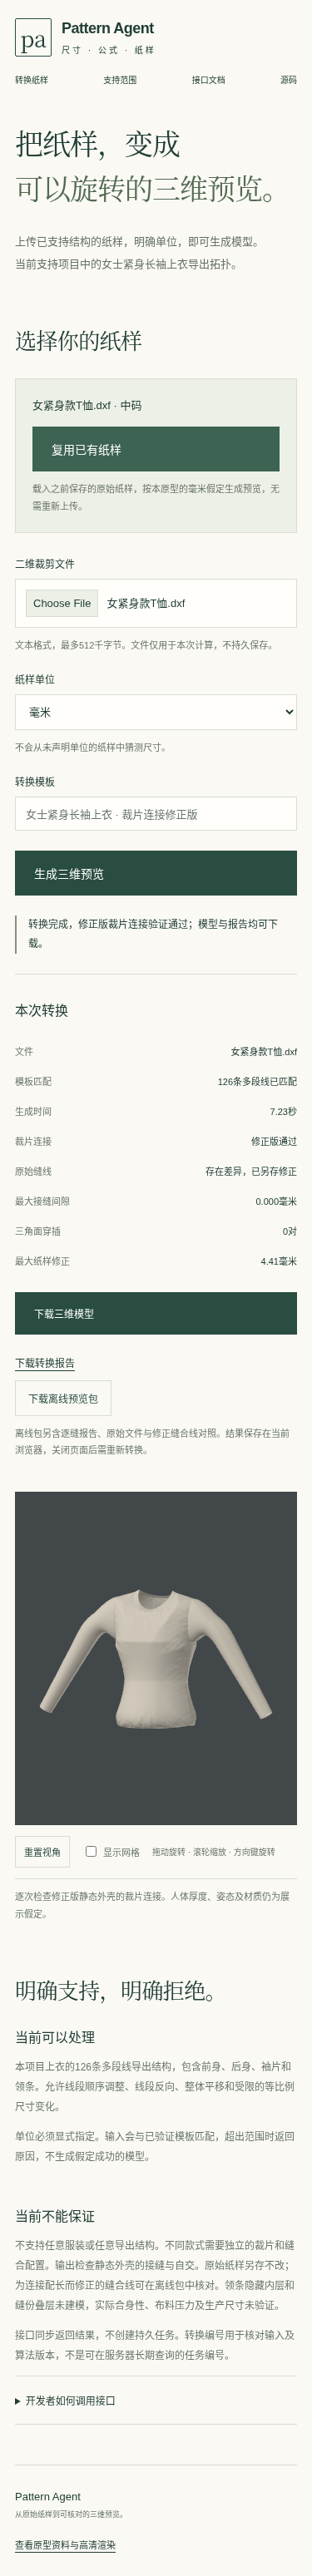 pa
Pattern Agent
尺寸 · 公式 · 纸样
转换纸样 支持范围 接口文档 源码
把纸样，变成
可以旋转的三维预览。
上传已支持结构的纸样，明确单位，即可生成模型。
当前支持项目中的女士紧身长袖上衣导出拓扑。
选择你的纸样
女紧身款T恤.dxf · 中码
复用已有纸样
载入之前保存的原始纸样，按本原型的毫米假定生成预览，无
需重新上传。
二维裁剪文件
Choose File 女紧身款T恤.dxf
文本格式，最多512千字节。文件仅用于本次计算，不持久保存。
纸样单位
毫米
不会从未声明单位的纸样中猜测尺寸。
转换模板
女士紧身长袖上衣 · 裁片连接修正版
生成三维预览
转换完成，修正版裁片连接验证通过；模型与报告均可下
载。
本次转换
文件 女紧身款T恤.dxf
模板匹配 126条多段线已匹配
生成时间 7.23秒
裁片连接 修正版通过
原始缝线 存在差异，已另存修正
最大接缝间隙 0.000毫米
三角面穿插 0对
最大纸样修正 4.41毫米
下载三维模型
下载转换报告
下载离线预览包
离线包另含逐缝报告、原始文件与修正缝合线对照。结果保存在当前
浏览器，关闭页面后需重新转换。
重置视角 显示网格 拖动旋转 · 滚轮缩放 · 方向键旋转
逐次检查修正版静态外壳的裁片连接。人体厚度、姿态及材质仍为展
示假定。
明确支持，明确拒绝。
当前可以处理
本项目上衣的126条多段线导出结构，包含前身、后身、袖片和
领条。允许线段顺序调整、线段反向、整体平移和受限的等比例
尺寸变化。
单位必须显式指定。输入会与已验证模板匹配，超出范围时返回
原因，不生成假定成功的模型。
当前不能保证
不支持任意服装或任意导出结构。不同款式需要独立的裁片和缝
合配置。输出检查静态外壳的接缝与自交。原始纸样另存不改；
为连接配长而修正的缝合线可在离线包中核对。领条隐藏内层和
缝份叠层未建模，实际合身性、布料压力及生产尺寸未验证。
接口同步返回结果，不创建持久任务。转换编号用于核对输入及
算法版本，不是可在服务器长期查询的任务编号。
开发者如何调用接口
Pattern Agent
从原始纸样到可核对的三维预览。
查看原型资料与高清渲染